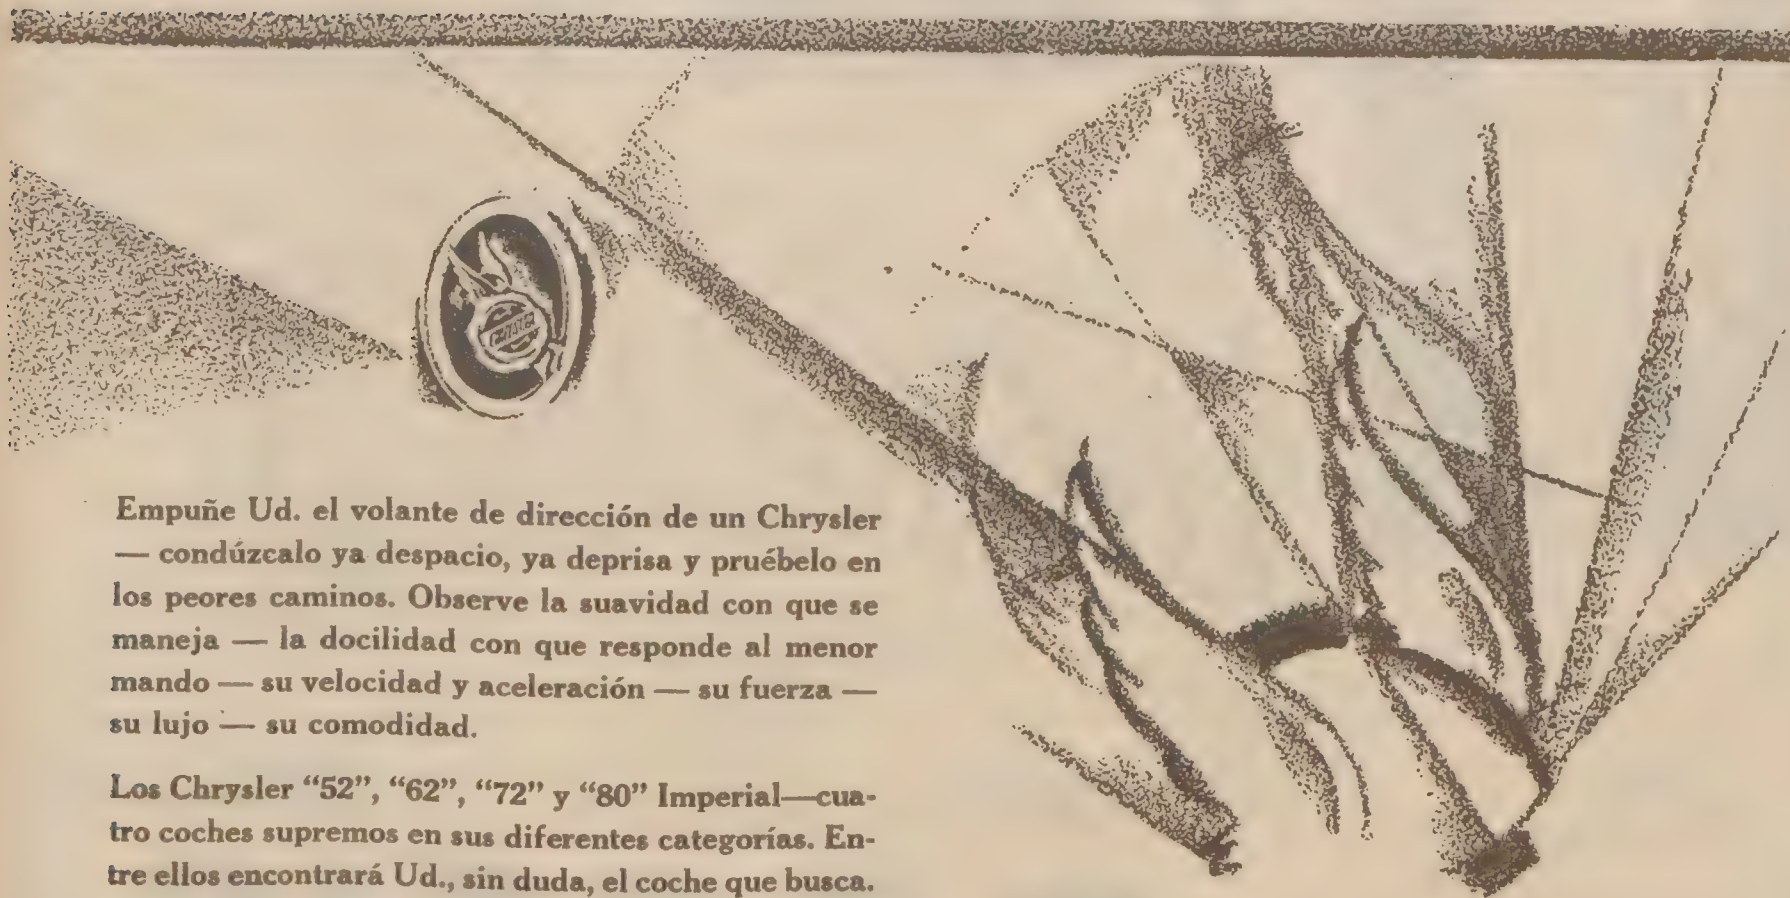 Empuñe Ud. el volante de dirección de un Chrysler
— condúzcalo ya despacio, ya deprisa y pruébelo en
los peores caminos. Observe la suavidad con que se
maneja — la docilidad con que responde al menor
mando — su velocidad y aceleración — su fuerza —
su lujo — su comodidad.
Los Chrysler “52”, “62”, “72” y “80” Imperial—cua-
tro coches supremos en sus diferentes categorías. En-
tre ellos encontrará Ud., sin duda, el coche que busca.